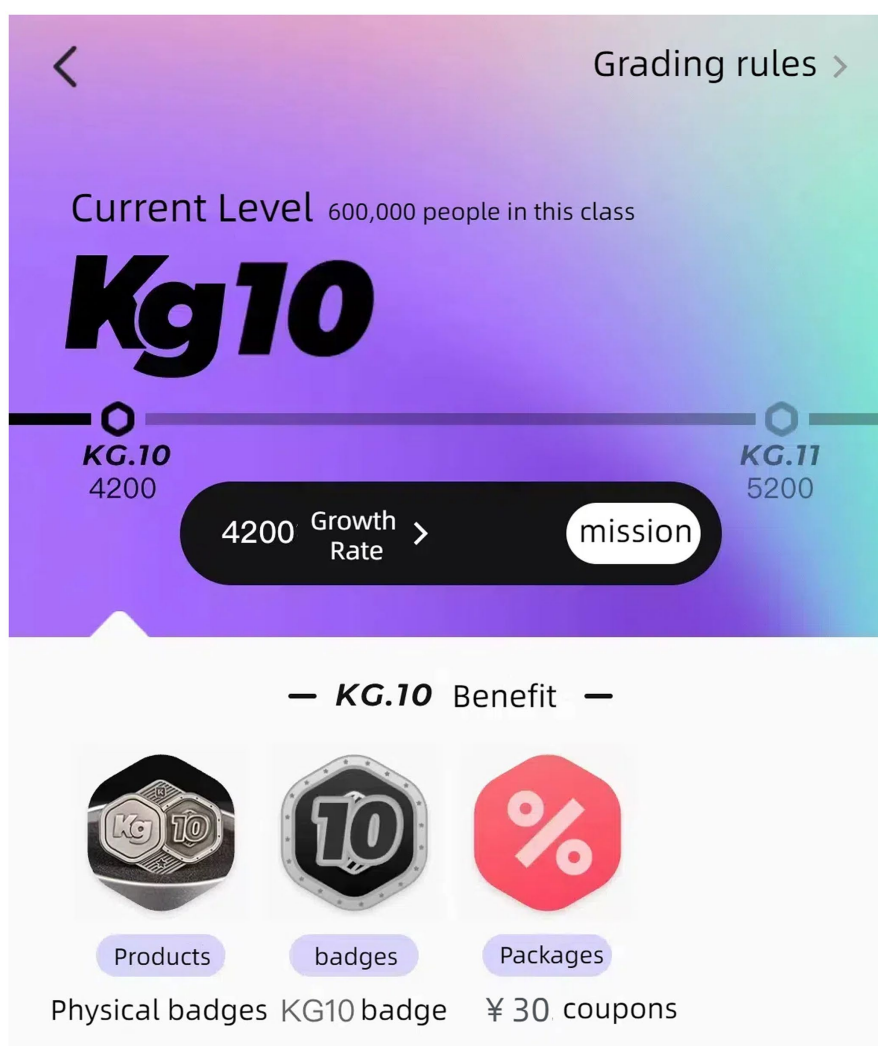 Grading rules
Current Level 600,000 people in this class
Kg10
KG.10
4200
KG.11
5200
4200 Growth
Rate
mission
KG.10 Benefit
Kg 10
10
%
Products
badges
Packages
Physical badges
KG10 badge
¥ 30 coupons